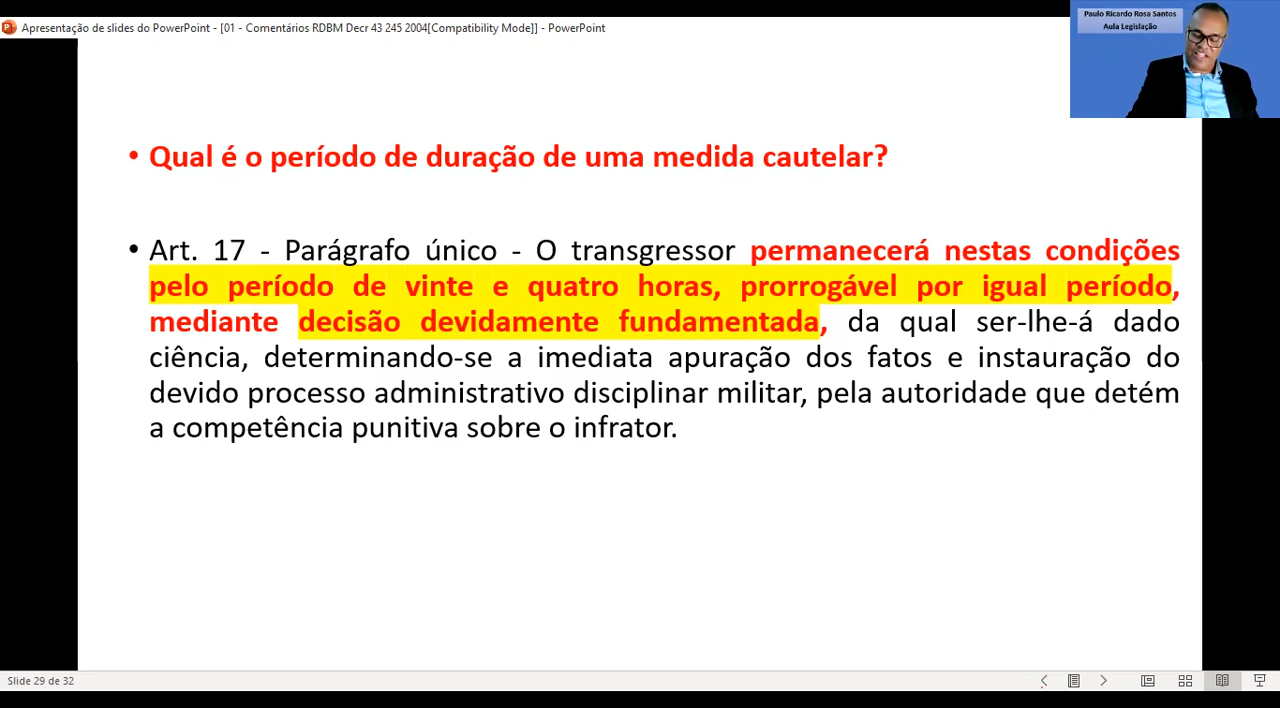 Apresentação de slides do PowerPoint - [01 - Comentários RDBM Decr 43 245 2004[Compatibility Mode]] - PowerPoint
Paulo Ricardo Rosa Santos
Aula Legislação
• Qual é o período de duração de uma medida cautelar?
• Art. 17 - Parágrafo único - O transgressor permanecerá nestas condições
pelo período de vinte e quatro horas, prorrogável por igual período,
mediante decisão devidamente fundamentada, da qual ser-lhe-á dado
ciência, determinando-se a imediata apuração dos fatos e instauração do
devido processo administrativo disciplinar militar, pela autoridade que detém
a competência punitiva sobre o infrator.
Slide 29 de 32